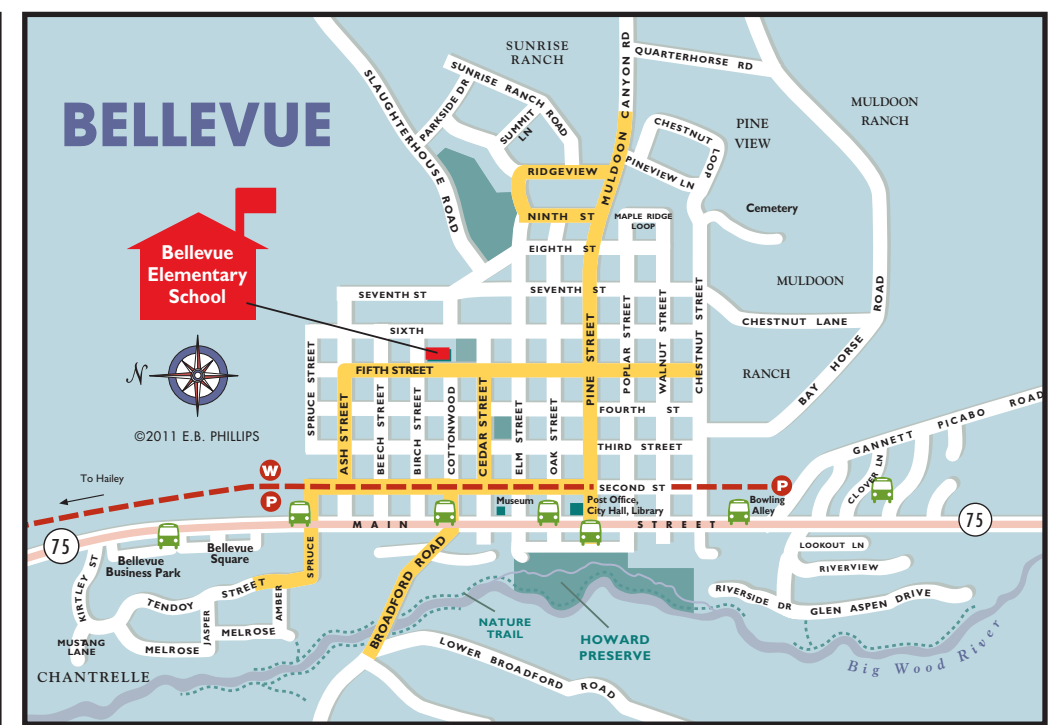 SUNRISE
RANCH
QUARTERHORSE RD
MULDOON CANYON RD
SLAUGHTERHOUSE ROAD
SUNRISE RANCH ROAD
PARKSIDE DR
SUMMIT
LN
BELLEVUE
MULDOON
RANCH
PINE
VIEW
CHESTNUT LOOP
PINEVIEW LN
RIDGEVIEW
NINTH ST
MAPLE RIDGE
LOOP
Cemetery
EIGHTH ST
Bellevue
Elementary
School
MULDOON
SEVENTH ST
SEVENTH ST
CHESTNUT LANE
SIXTH
FIFTH STREET
RANCH
BAY HORSE ROAD
N
©2011 E.B. PHILLIPS
SPRUCE STREET
ASH STREET
BEECH STREET
BIRCH STREET
COTTONWOOD
CEDAR STREET
ELM STREET
OAK STREET
PINE STREET
POPLAR STREET
WALNUT STREET
CHESTNUT STREET
FOURTH ST
THIRD STREET
SECOND ST
GANNETT PICABO ROAD
CLOVER LN
To Hailey
W
P
P
Museum
Post Office,
City Hall, Library
Bowling
Alley
MAIN STREET
75
75
Bellevue
Business Park
Bellevue
Square
KIRTLEY ST
SPRUCE
TENDOY STREET
JASPER
AMBER
MELROSE
MELROSE
MUSTANG
LANE
CHANTRELLE
BROADFORD ROAD
LOWER BROADFORD ROAD
NATURE
TRAIL
HOWARD
PRESERVE
LOOKOUT LN
RIVERVIEW
RIVERSIDE DR
GLEN ASPEN DRIVE
Big Wood River